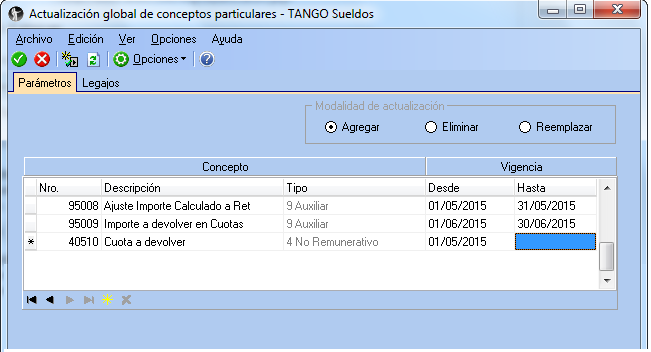 Actualización global de conceptos particulares - TANGO Sueldos
Archivo Edición Ver Opciones Ayuda
Opciones
Parámetros Legajos
Modalidad de actualización
Agregar Eliminar Reemplazar
Concepto Vigencia
Nro. Descripción Tipo Desde Hasta
95008 Ajuste Importe Calculado a Ret 9 Auxiliar 01/05/2015 31/05/2015
95009 Importe a devolver en Cuotas 9 Auxiliar 01/06/2015 30/06/2015
* 40510 Cuota a devolver 4 No Remunerativo 01/05/2015